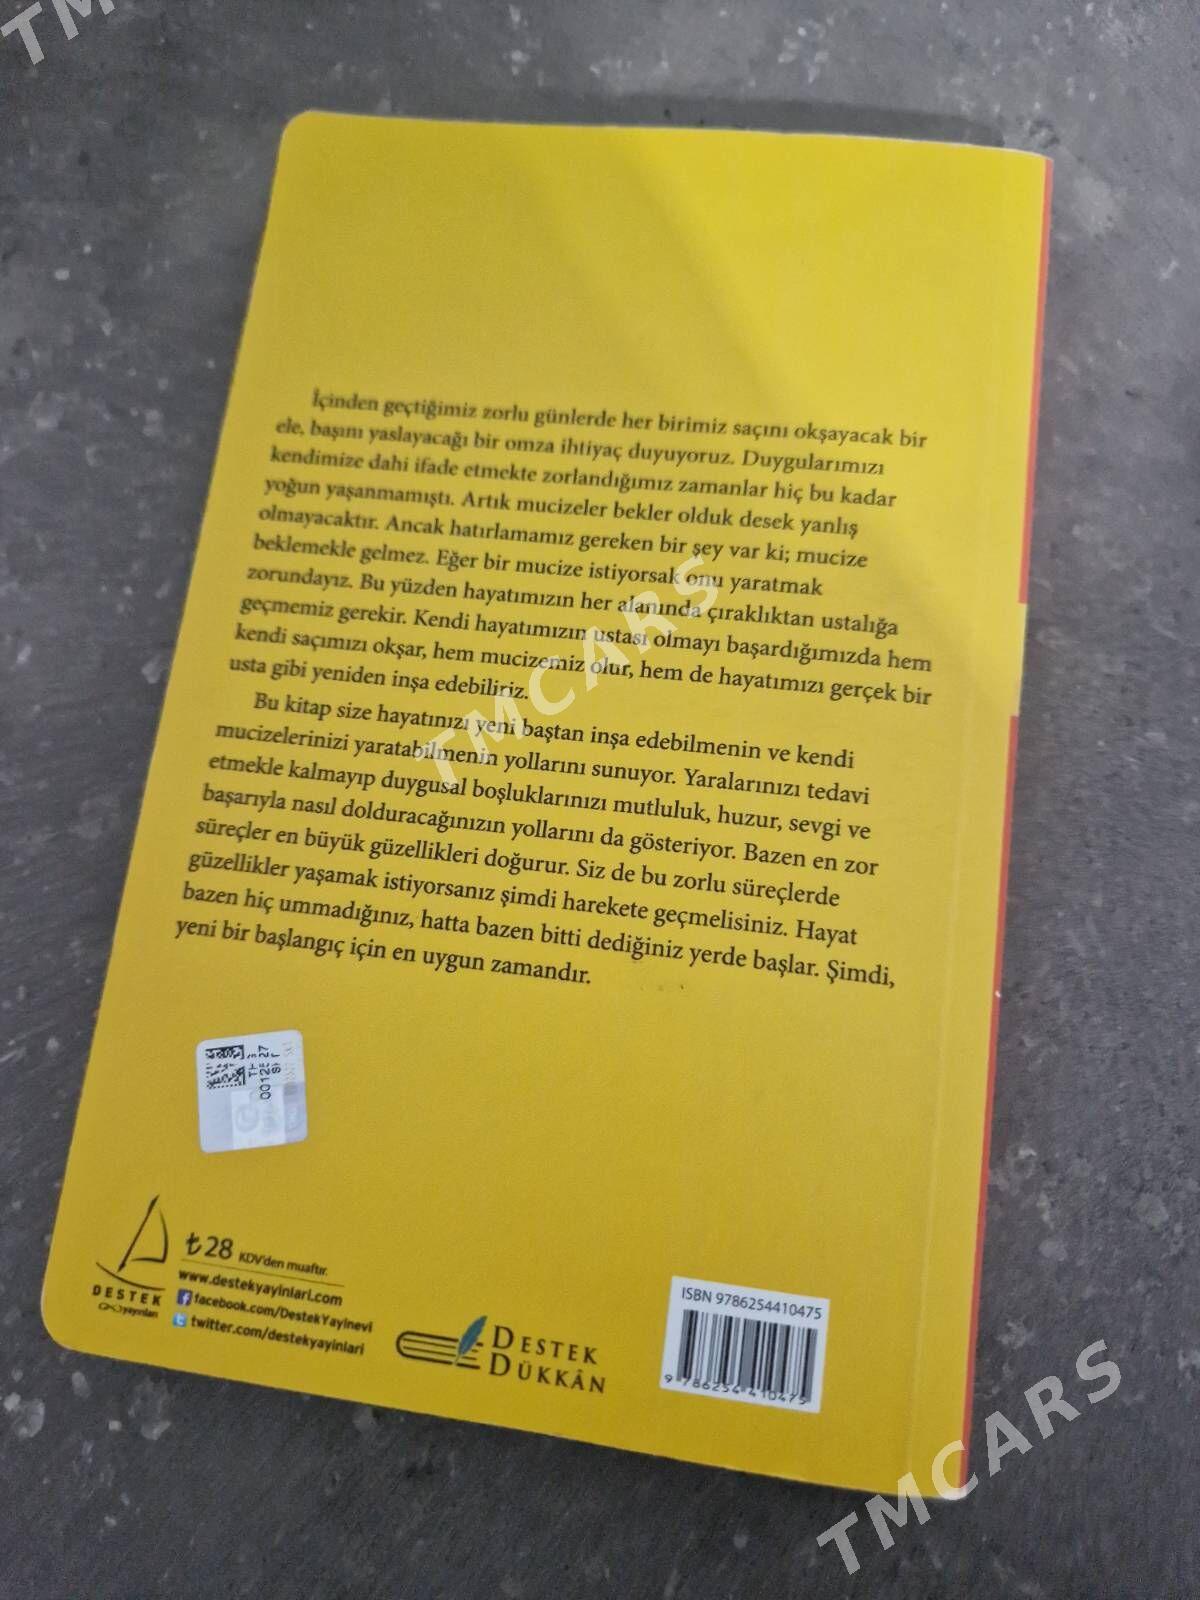 TMCARS
İçinden geçtiğimiz zorlu günlerde her birimiz saçını okşayacak bir
ele, başını yaslayacağı bir omza ihtiyaç duyuyoruz. Duygularımızı
kendimize dahi ifade etmekte zorlandığımız zamanlar hiç bu kadar
yoğun yaşanmamıştı. Artık mucizeler bekler olduk desek yanlış
olmayacaktır. Ancak hatırlamamız gereken bir şey var ki; mucize
beklemekle gelmez. Eğer bir mucize istiyorsak onu yaratmak
zorundayız. Bu yüzden hayatımızın her alanında çıraklıktan ustalığa
geçmemiz gerekir. Kendi hayatımızın ustası olmayı başardığımızda hem
kendi saçımızı okşar, hem mucizemiz olur, hem de hayatımızı gerçek bir
usta gibi yeniden inşa edebiliriz.
Bu kitap size hayatınızı yeni baştan inşa edebilmenin ve kendi
mucizelerinizi yaratabilmenin yollarını sunuyor. Yaralarınızı tedavi
etmekle kalmayıp duygusal boşluklarınızı mutluluk, huzur, sevgi ve
başarıyla nasıl dolduracağınızın yollarını da gösteriyor. Bazen en zor
süreçler en büyük güzellikleri doğurur. Siz de bu zorlu süreçlerde
güzellikler yaşamak istiyorsanız şimdi harekete geçmelisiniz. Hayat
bazen hiç ummadığınız, hatta bazen bitti dediğiniz yerde başlar. Şimdi,
yeni bir başlangıç için en uygun zamandır.
TMCARS
DESTEK
yayınları
₺28 KDV'den muaftır.
www.destekyayinlari.com
facebook.com/DestekYayinevi
twitter.com/destekyayinlari
DESTEK
DÜKKÂN
ISBN 9786254410475
9 786254 410475
TMCARS